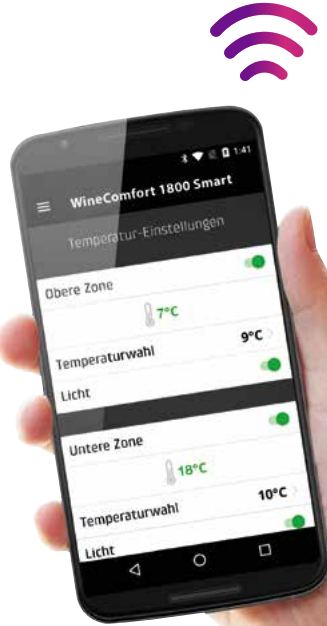 1:41
WineComfort 1800 Smart
Temperatur-Einstellungen
Obere Zone
7°C
Temperaturwahl 9°C
Licht
Untere Zone
18°C
Temperaturwahl 10°C
Licht